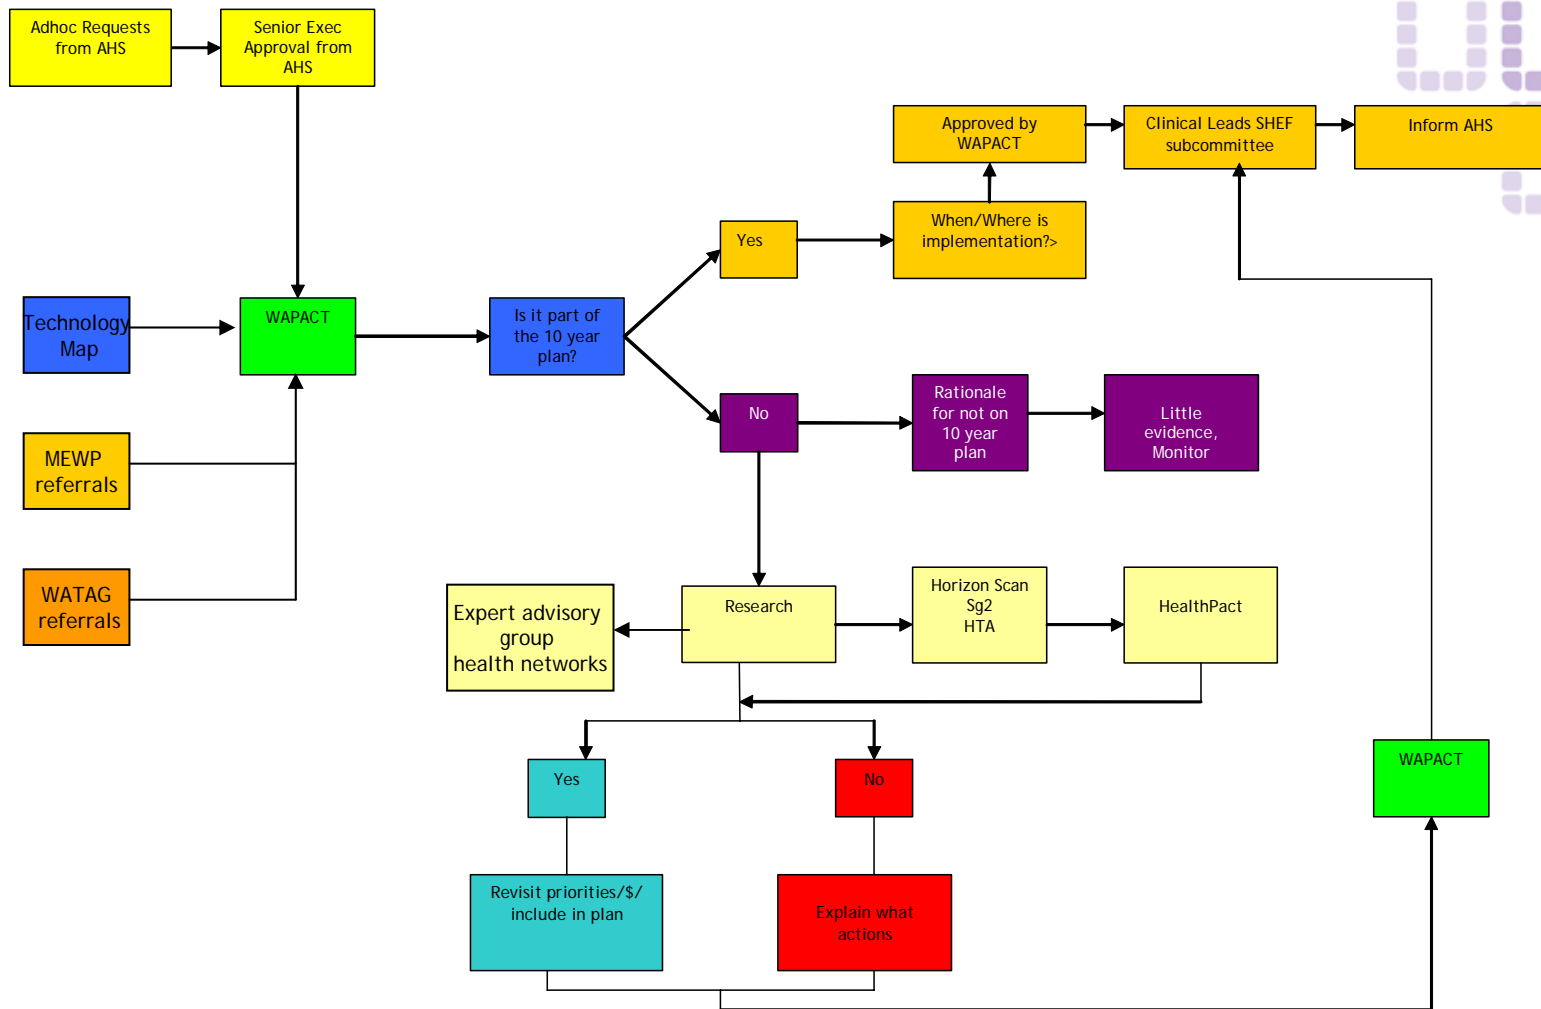 Adhoc Requests
from AHS
Senior Exec
Approval from
AHS
Approved by
WAPACT
Clinical Leads SHEF
subcommittee
Inform AHS
When/Where is
implementation?>
Yes
Technology
Map
WAPACT
Is it part of
the 10 year
plan?
No
Rationale
for not on
10 year
plan
Little
evidence,
Monitor
MEWP
referrals
WATAG
referrals
Expert advisory
group
health networks
Research
Horizon Scan
Sg2
HTA
HealthPact
Yes
No
WAPACT
Revisit priorities/$/
include in plan
Explain what
actions